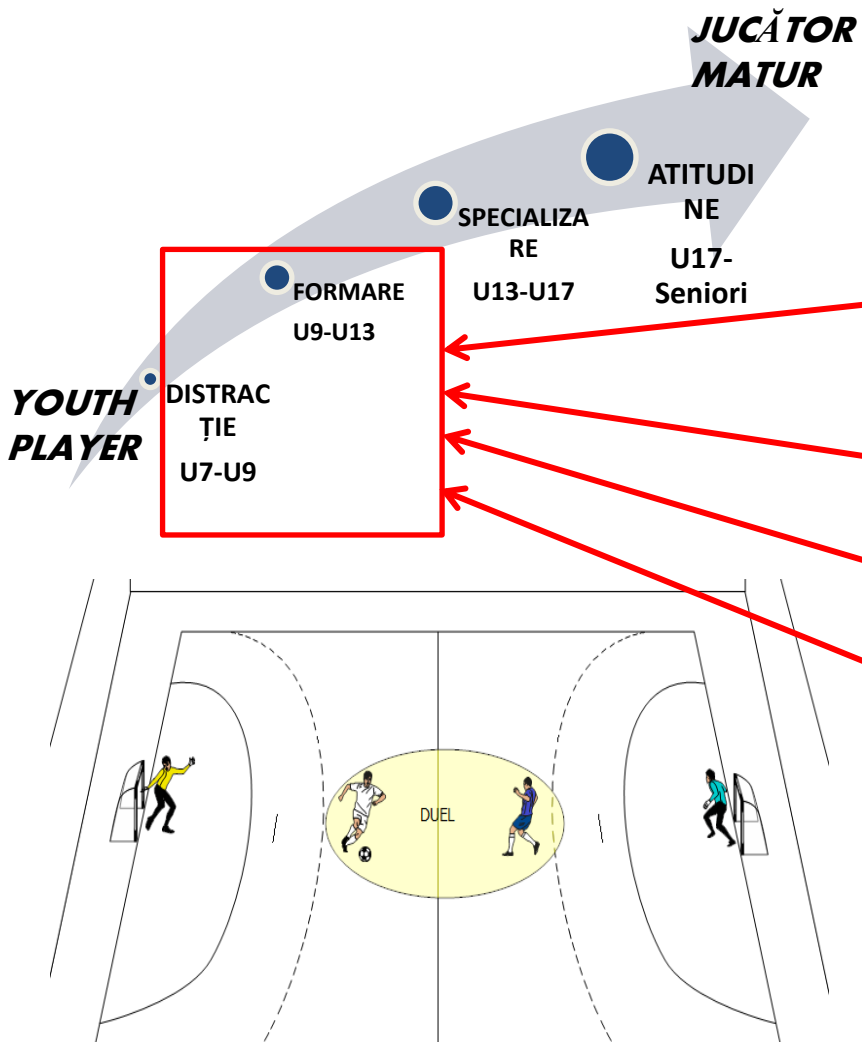 JUCĂTOR
MATUR
ATITUDI
NE
U17-
Seniori
SPECIALIZA
RE
U13-U17
FORMARE
U9-U13
YOUTH
PLAYER
DISTRAC
ȚIE
U7-U9
DUEL